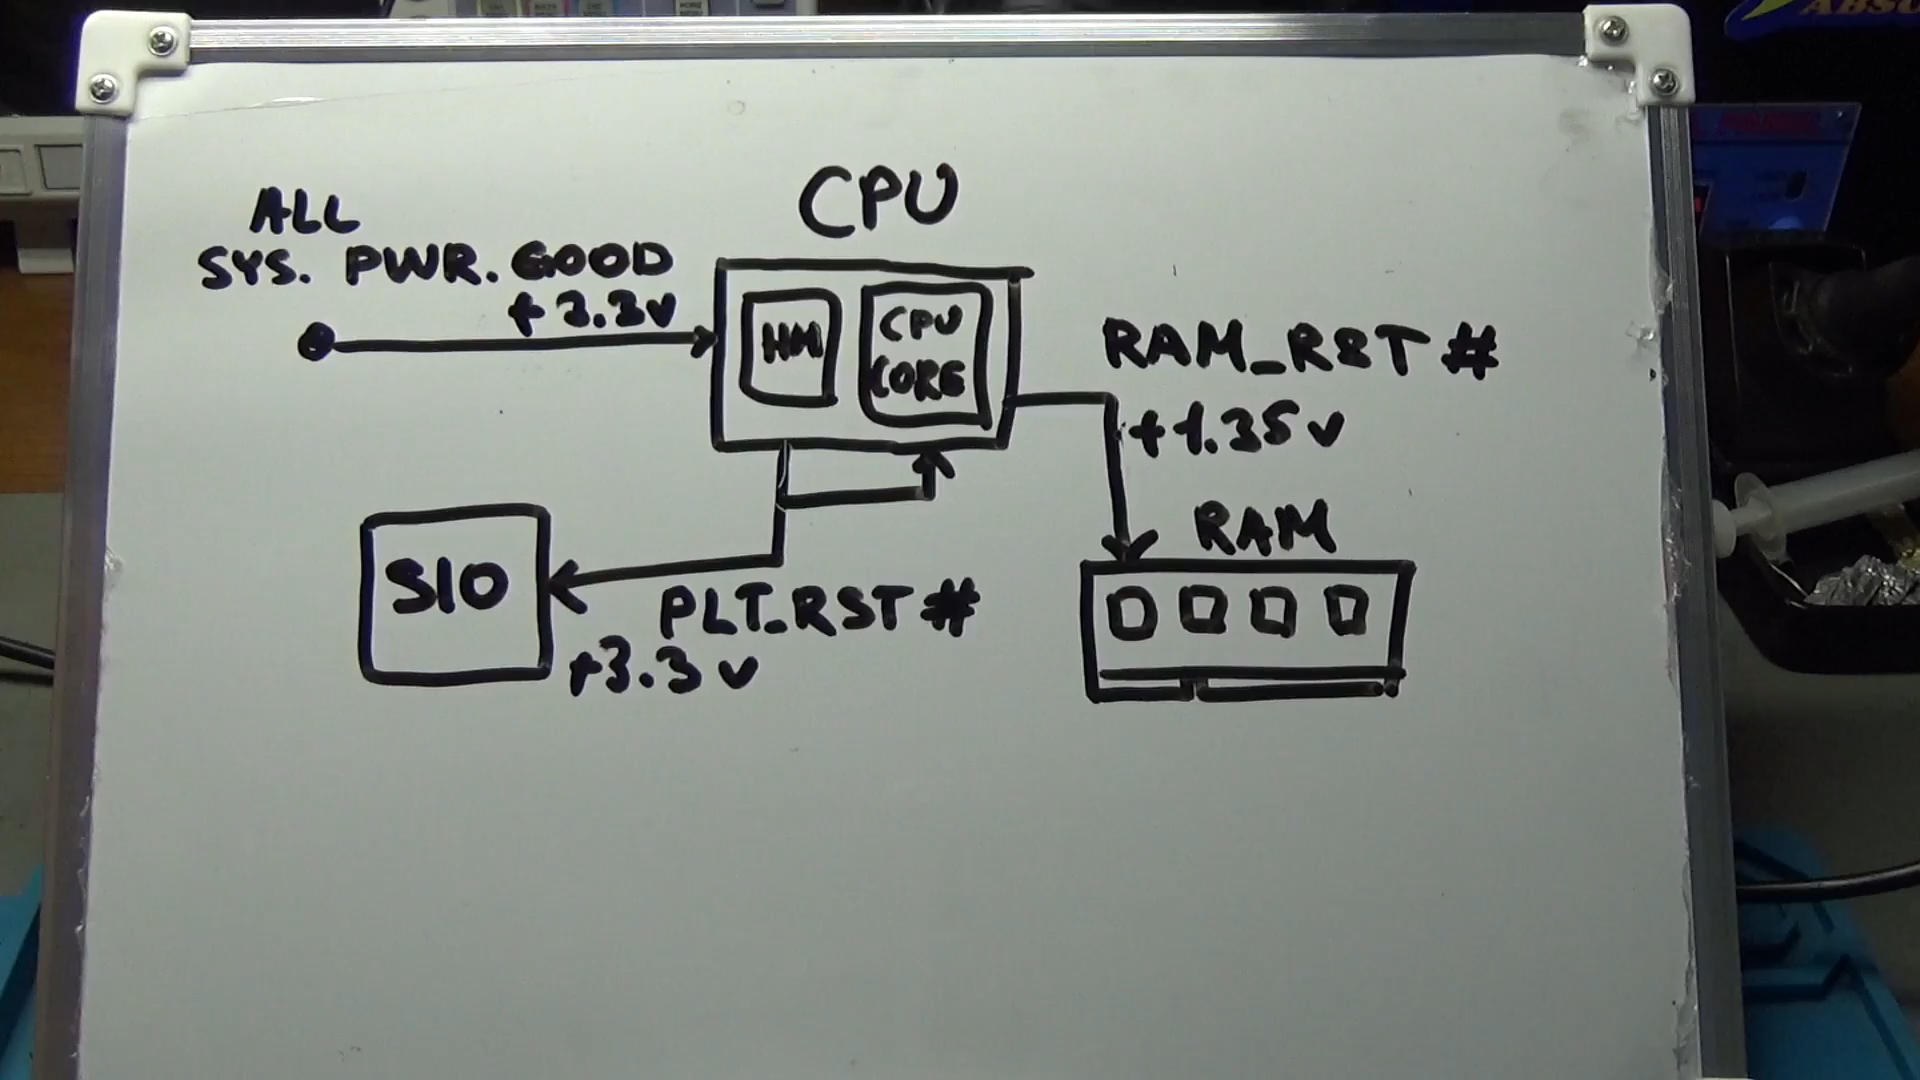 CPU
ALL
SYS. PWR. GOOD
+3.3v
HM
CPU
CORE
RAM_RST #
+1.35v
RAM
SIO
PLT_RST #
+3.3v